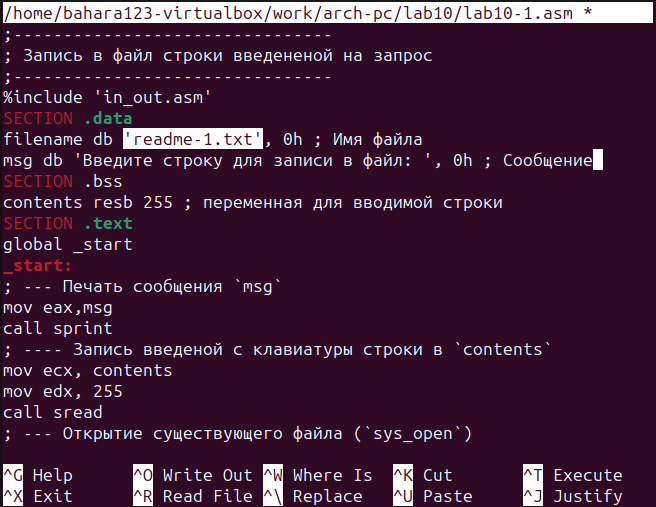 /home/bahara123-virtualbox/work/arch-pc/lab10/lab10-1.asm *
;--------------------------------
; Запись в файл строки введененой на запрос
;--------------------------------
%include 'in_out.asm'
SECTION .data
filename db 'readme-1.txt', 0h ; Имя файла
msg db 'Введите строку для записи в файл: ', 0h ; Сообщение
SECTION .bss
contents resb 255 ; переменная для вводимой строки
SECTION .text
global _start
_start:
; --- Печать сообщения `msg`
mov eax,msg
call sprint
; ---- Запись введеной с клавиатуры строки в `contents`
mov ecx, contents
mov edx, 255
call sread
; --- Открытие существующего файла (`sys_open`)
^G Help ^O Write Out ^W Where Is ^K Cut ^T Execute
^X Exit ^R Read File ^\ Replace ^U Paste ^J Justify